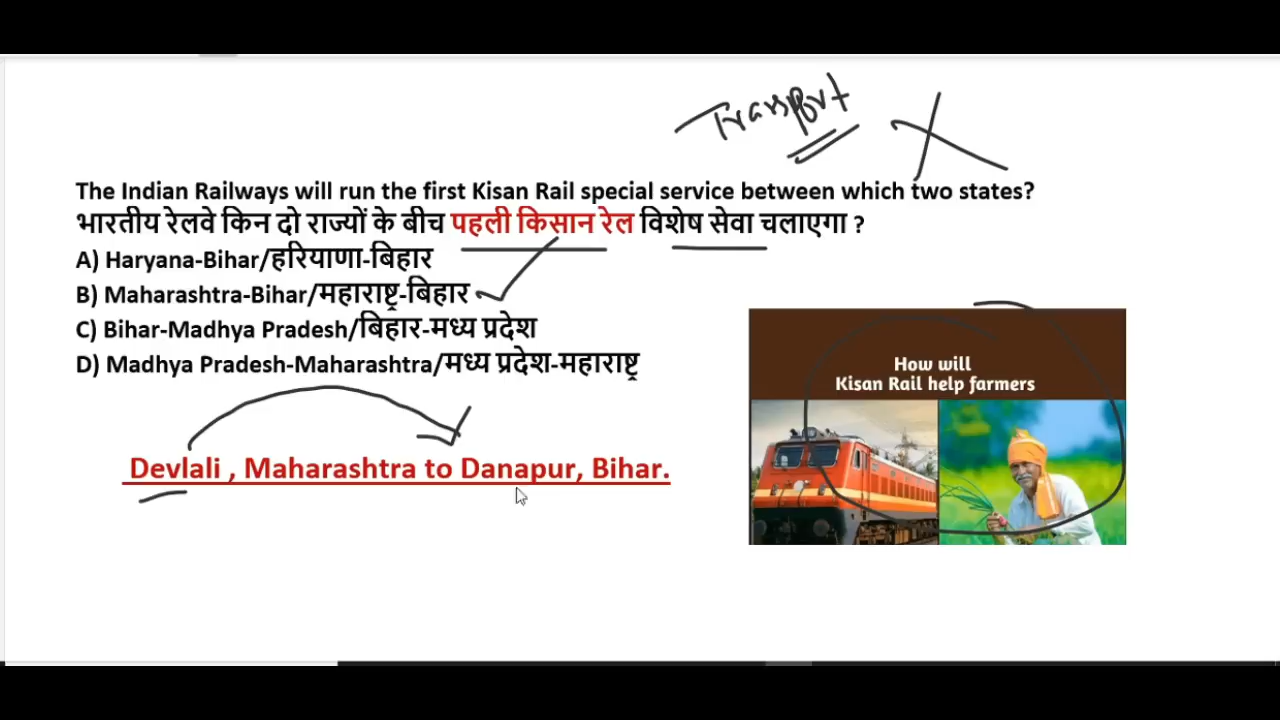 Transport
The Indian Railways will run the first Kisan Rail special service between which two states?
भारतीय रेलवे किन दो राज्यों के बीच पहली किसान रेल विशेष सेवा चलाएगा ?
A) Haryana-Bihar/हरियाणा-बिहार
B) Maharashtra-Bihar/महाराष्ट्र-बिहार
C) Bihar-Madhya Pradesh/बिहार-मध्य प्रदेश
D) Madhya Pradesh-Maharashtra/मध्य प्रदेश-महाराष्ट्र
How will
Kisan Rail help farmers
Devlali , Maharashtra to Danapur, Bihar.